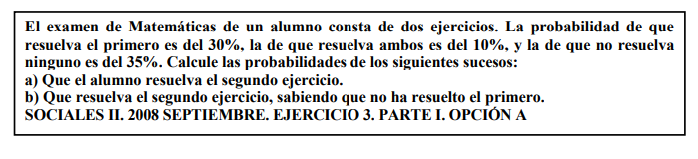 El examen de Matemáticas de un alumno consta de dos ejercicios. La probabilidad de que
resuelva el primero es del 30%, la de que resuelva ambos es del 10%, y la de que no resuelva
ninguno es del 35%. Calcule las probabilidades de los siguientes sucesos:
a) Que el alumno resuelva el segundo ejercicio.
b) Que resuelva el segundo ejercicio, sabiendo que no ha resuelto el primero.
SOCIALES II. 2008 SEPTIEMBRE. EJERCICIO 3. PARTE I. OPCIÓN A